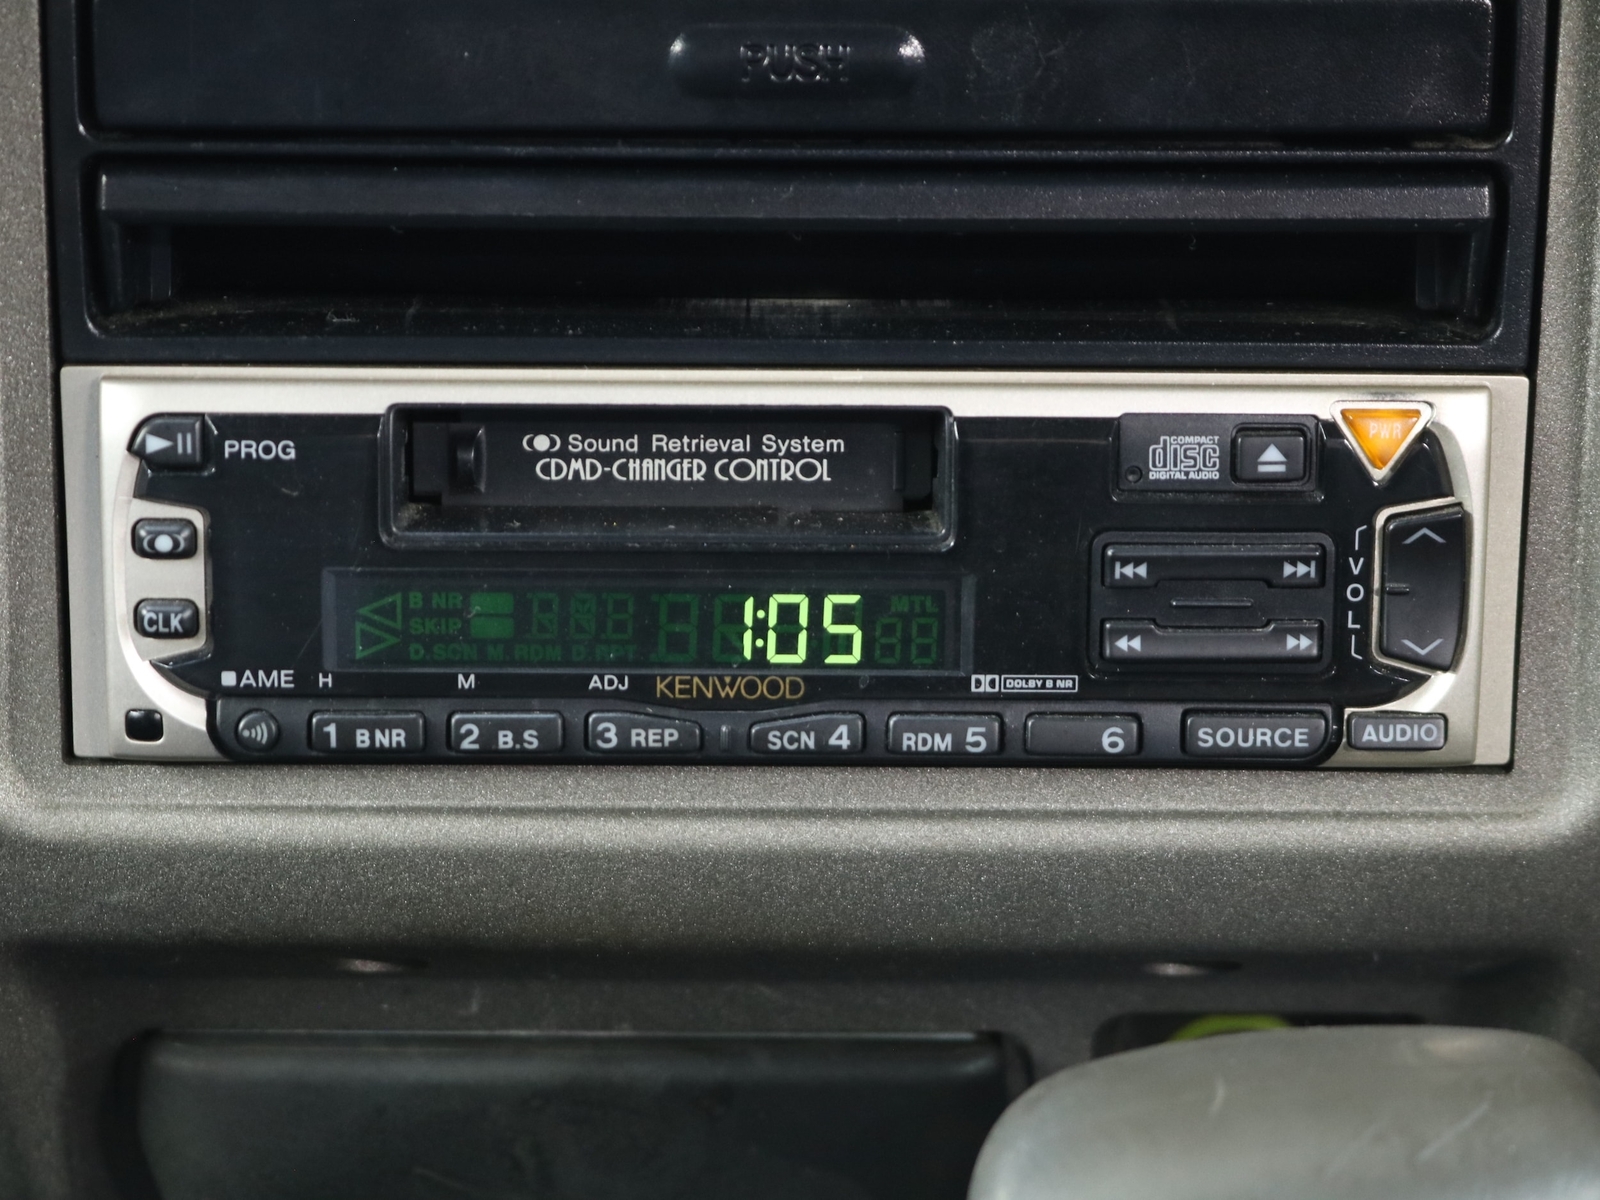 PUSH
PROG
Sound Retrieval System
CDMD-CHANGER CONTROL
COMPACT
disc
DIGITAL AUDIO
PWR
CLK
VOL
B NR
SKIP
D.SCN M.RDM D.RPT
1:05
MTL
AME
H
M
ADJ
KENWOOD
DOLBY B NR
1 B NR
2 B.S
3 REP
SCN 4
RDM 5
6
SOURCE
AUDIO